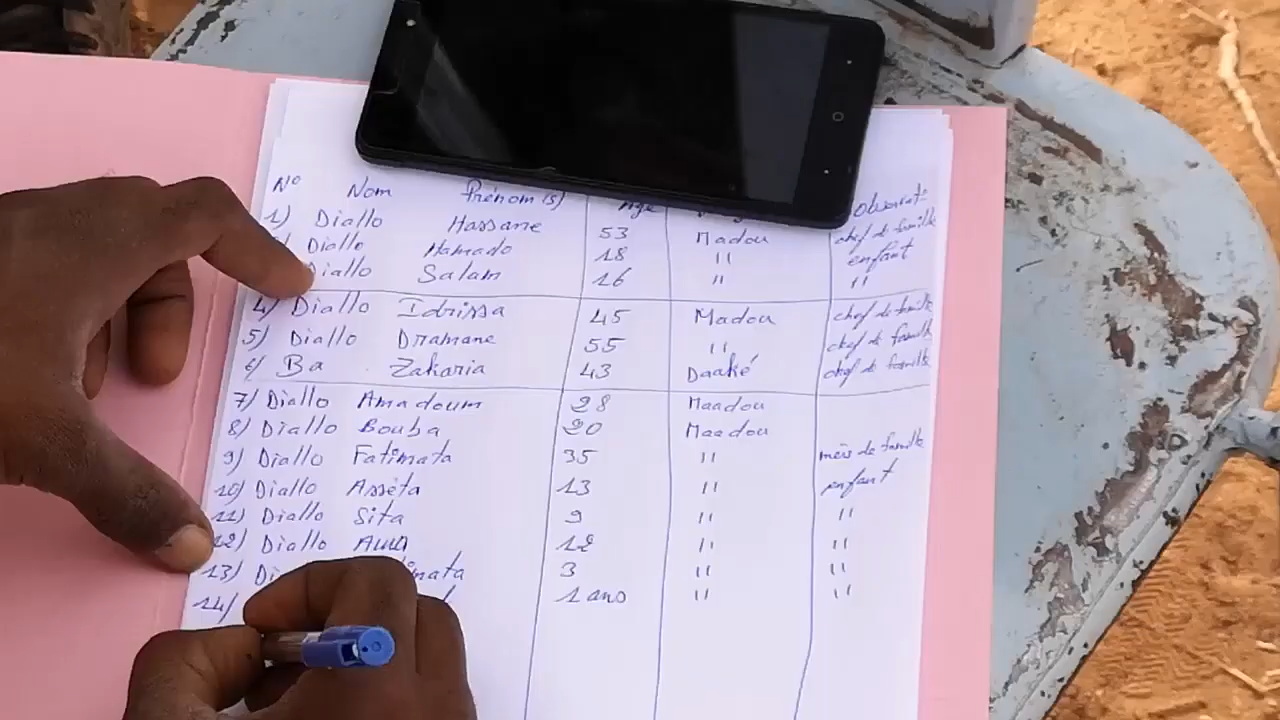 N° Nom Prénom(s) Age Observat°
1) Diallo Hassane 53 Madou chef de famille
Diallo Hamado 18 " enfant
Diallo Salam 16 " "
4) Diallo Idrissa 45 Madou chef de famille
5) Diallo Dramane 55 " chef de famille
6) Ba Zakaria 43 Daaké chef de famille
7) Diallo Amadoum 28 Maadou
8) Diallo Bouba 20 Maadou
9) Diallo Fatimata 35 " mère de famille
10) Diallo Asséta 13 " enfant
11) Diallo Sita 9 " "
12) Diallo 12 " "
13) 3 " "
14) 1 ano " "